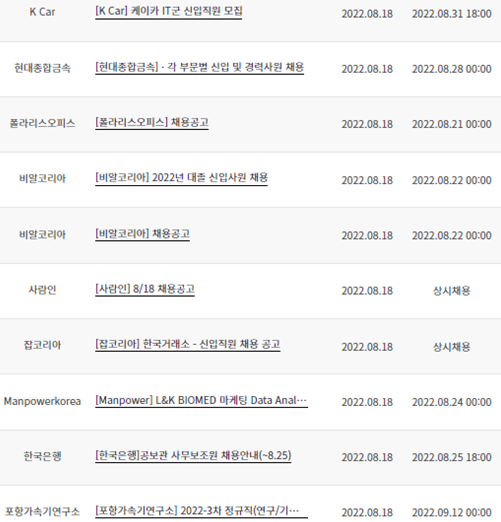 K Car [K Car] 케이카 IT군 신입직원 모집 2022.08.18 2022.08.31 18:00
현대종합금속 [현대종합금속] · 각 부문별 신입 및 경력사원 채용 2022.08.18 2022.08.28 00:00
폴라리스오피스 [폴라리스오피스] 채용공고 2022.08.18 2022.08.21 00:00
비알코리아 [비알코리아] 2022년 대졸 신입사원 채용 2022.08.18 2022.08.22 00:00
비알코리아 [비알코리아] 채용공고 2022.08.18 2022.08.22 00:00
사람인 [사람인] 8/18 채용공고 2022.08.18 상시채용
잡코리아 [잡코리아] 한국거래소 - 신입직원 채용 공고 2022.08.18 상시채용
Manpowerkorea [Manpower] L&K BIOMED 마케팅 Data Anal… 2022.08.18 2022.08.24 00:00
한국은행 [한국은행]공보관 사무보조원 채용안내(~8.25) 2022.08.18 2022.08.25 18:00
포항가속기연구소 [포항가속기연구소] 2022-3차 정규직(연구/기… 2022.08.18 2022.09.12 00:00